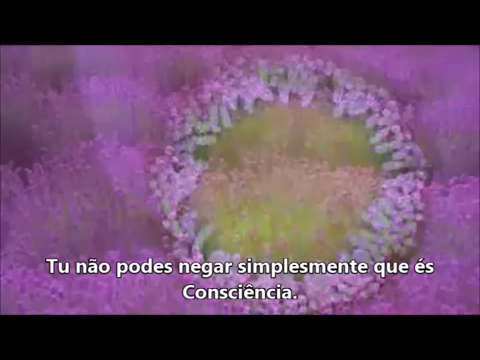 Tu não podes negar simplesmente que és
Consciência.